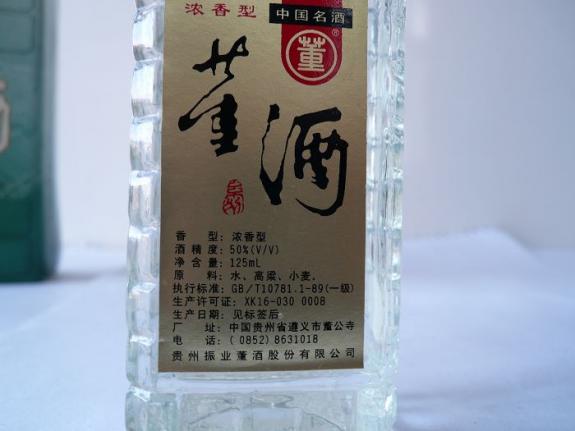 浓香型 中国名酒
董®
董酒
香　型：浓香型
酒精度：50%(V/V)
净含量：125mL
原　料：水、高粱、小麦。
执行标准：GB/T10781.1-89(一级)
生产许可证：XK16-030 0008
生产日期：见标签后
厂　址：中国贵州省遵义市董公寺
电　话：(0852)8631018
贵州振业董酒股份有限公司